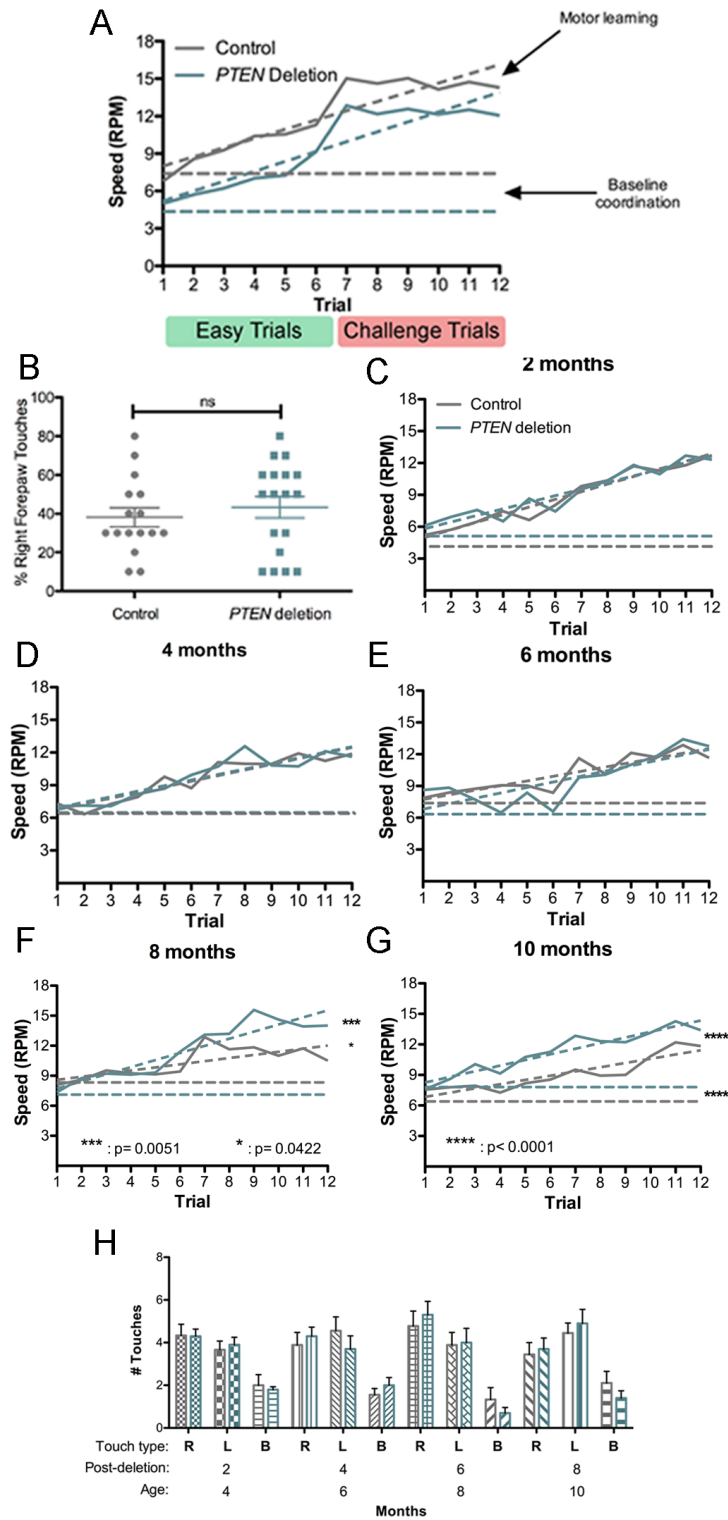 A
Motor learning
18
15
12
9
6
3
0
Speed (RPM)
Control
PTEN Deletion
Baseline
coordination
1 2 3 4 5 6 7 8 9 10 11 12
Trial
Easy Trials Challenge Trials
B
100
80
60
40
20
0
% Right Forepaw Touches
ns
Control PTEN deletion
C
2 months
18
15
12
9
6
3
Speed (RPM)
Control
PTEN deletion
1 2 3 4 5 6 7 8 9 10 11 12
Trial
D
4 months
18
15
12
9
6
3
Speed (RPM)
1 2 3 4 5 6 7 8 9 10 11 12
Trial
E
6 months
18
15
12
9
6
3
Speed (RPM)
1 2 3 4 5 6 7 8 9 10 11 12
Trial
F
8 months
18
15
12
9
6
3
Speed (RPM)
***
*
*** : p= 0.0051 * : p= 0.0422
1 2 3 4 5 6 7 8 9 10 11 12
Trial
G
10 months
18
15
12
9
6
3
Speed (RPM)
****
****
**** : p< 0.0001
1 2 3 4 5 6 7 8 9 10 11 12
Trial
H
8
6
4
2
0
# Touches
Touch type: R L B R L B R L B R L B
Post-deletion: 2 4 6 8
Age: 4 6 8 10
Months